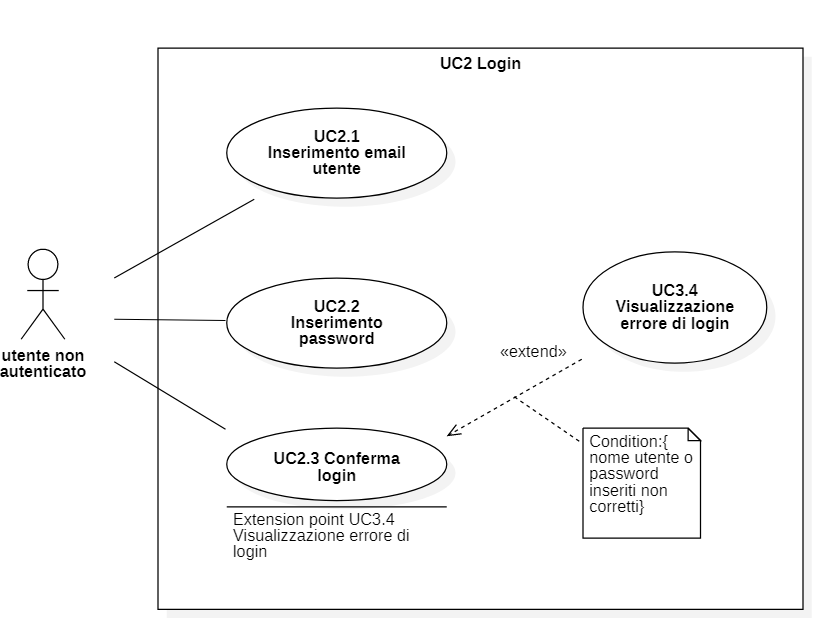 UC2 Login
UC2.1
Inserimento email
utente
UC2.2
Inserimento
password
UC3.4
Visualizzazione
errore di login
utente non
autenticato
«extend»
UC2.3 Conferma
login
Extension point UC3.4
Visualizzazione errore di
login
Condition:{
nome utente o
password
inseriti non
corretti}